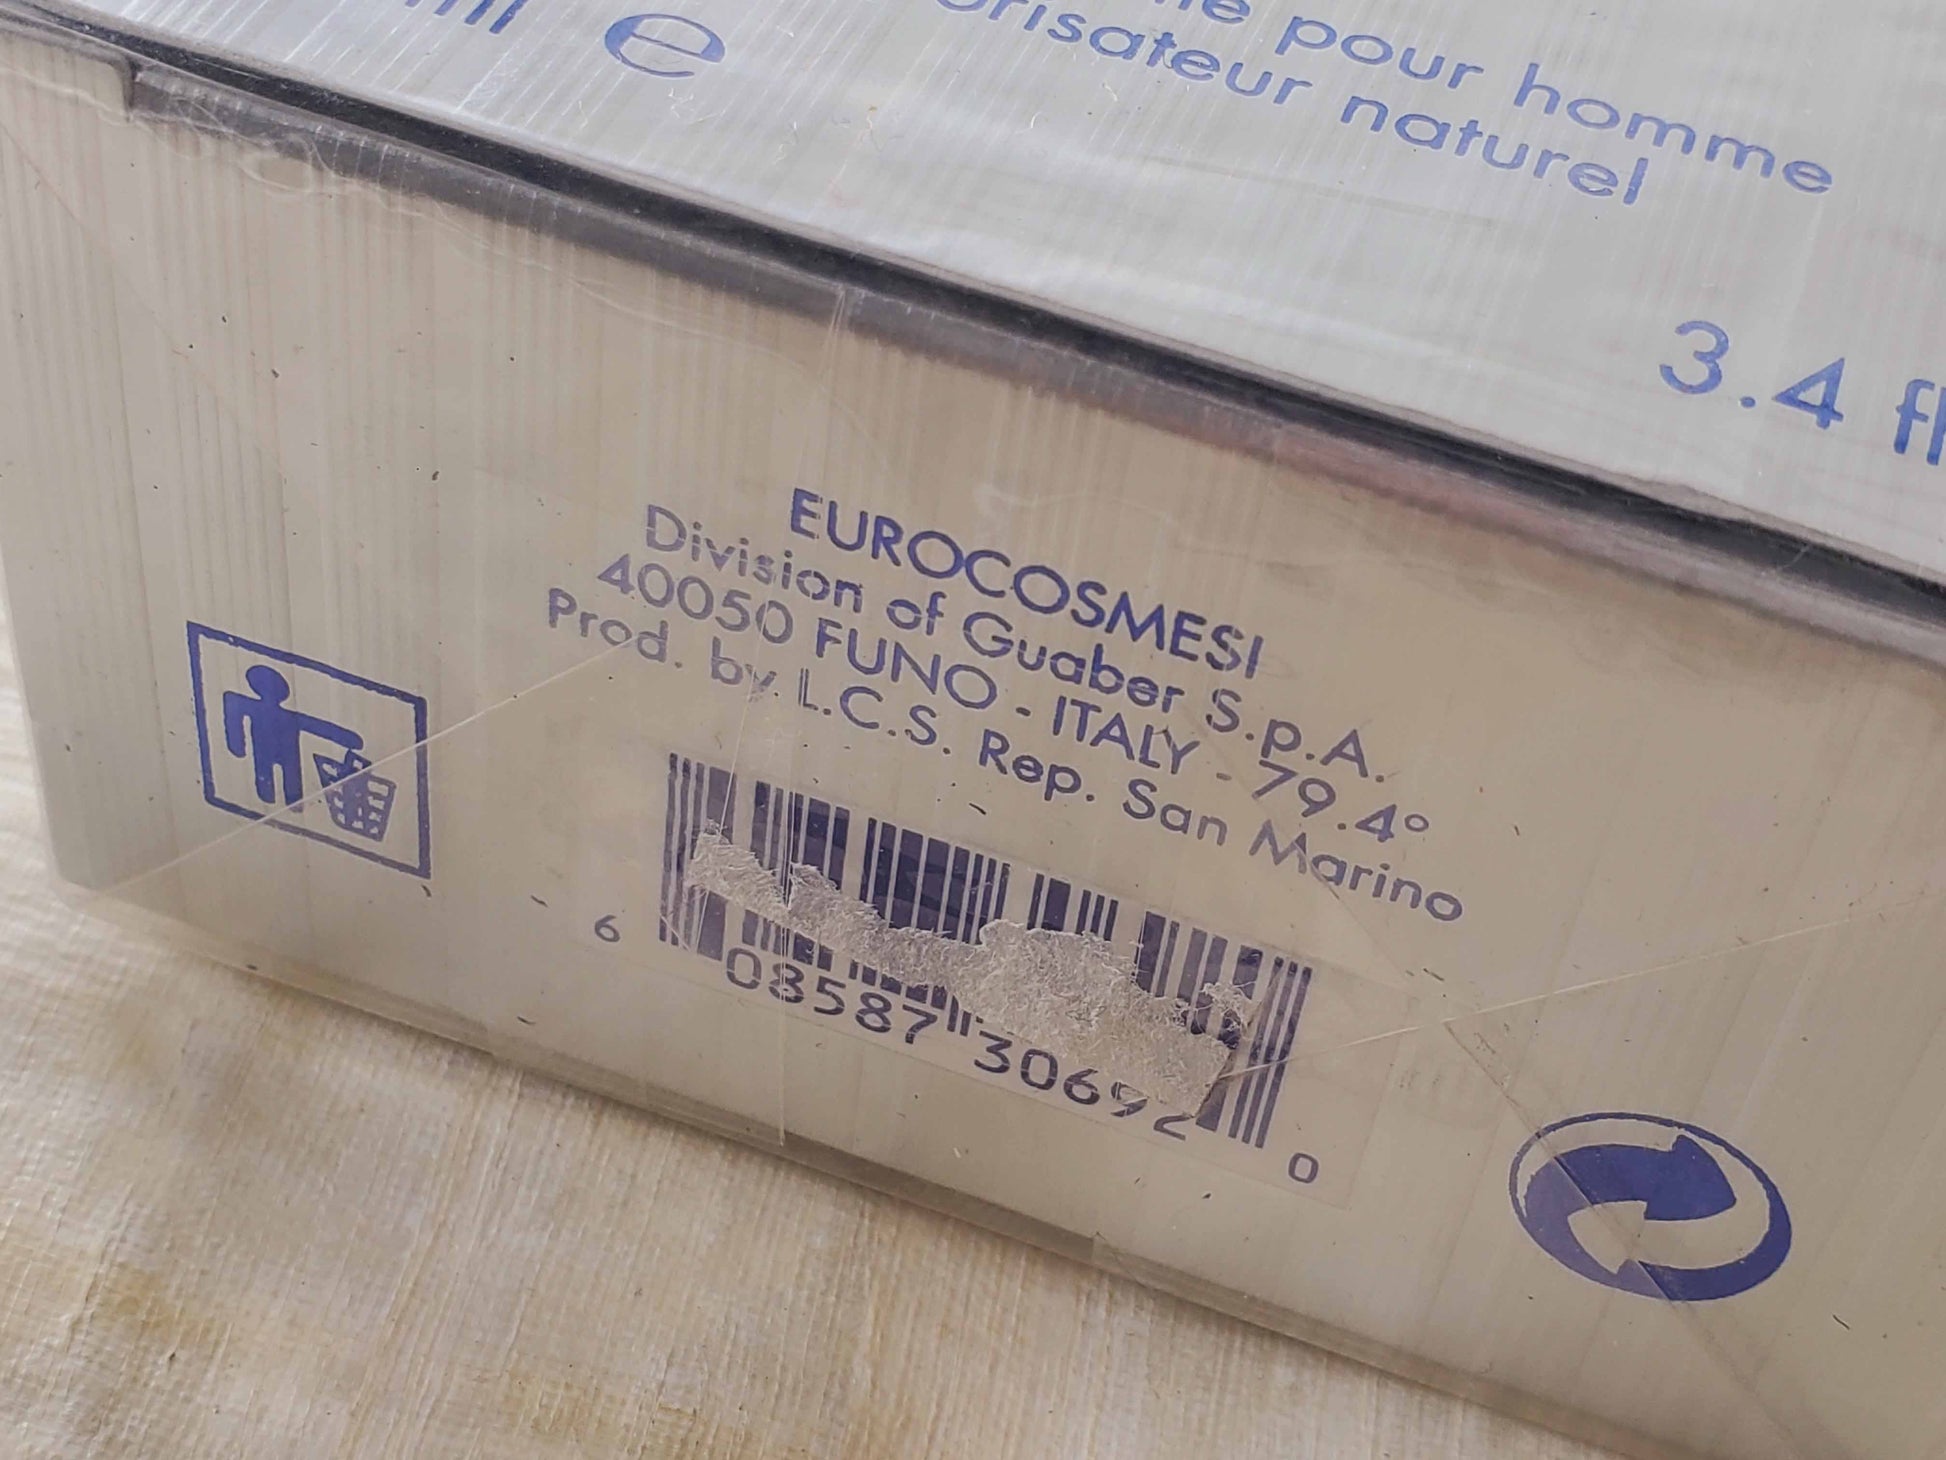 ml e
pour homme
naturel
3.4 fl
EUROCOSMESI
Division of Guaber S.p.A.
40050 FUNO - ITALY - 79.4°
Prod. by L.C.S. Rep. San Marino
6 08587 30692 0